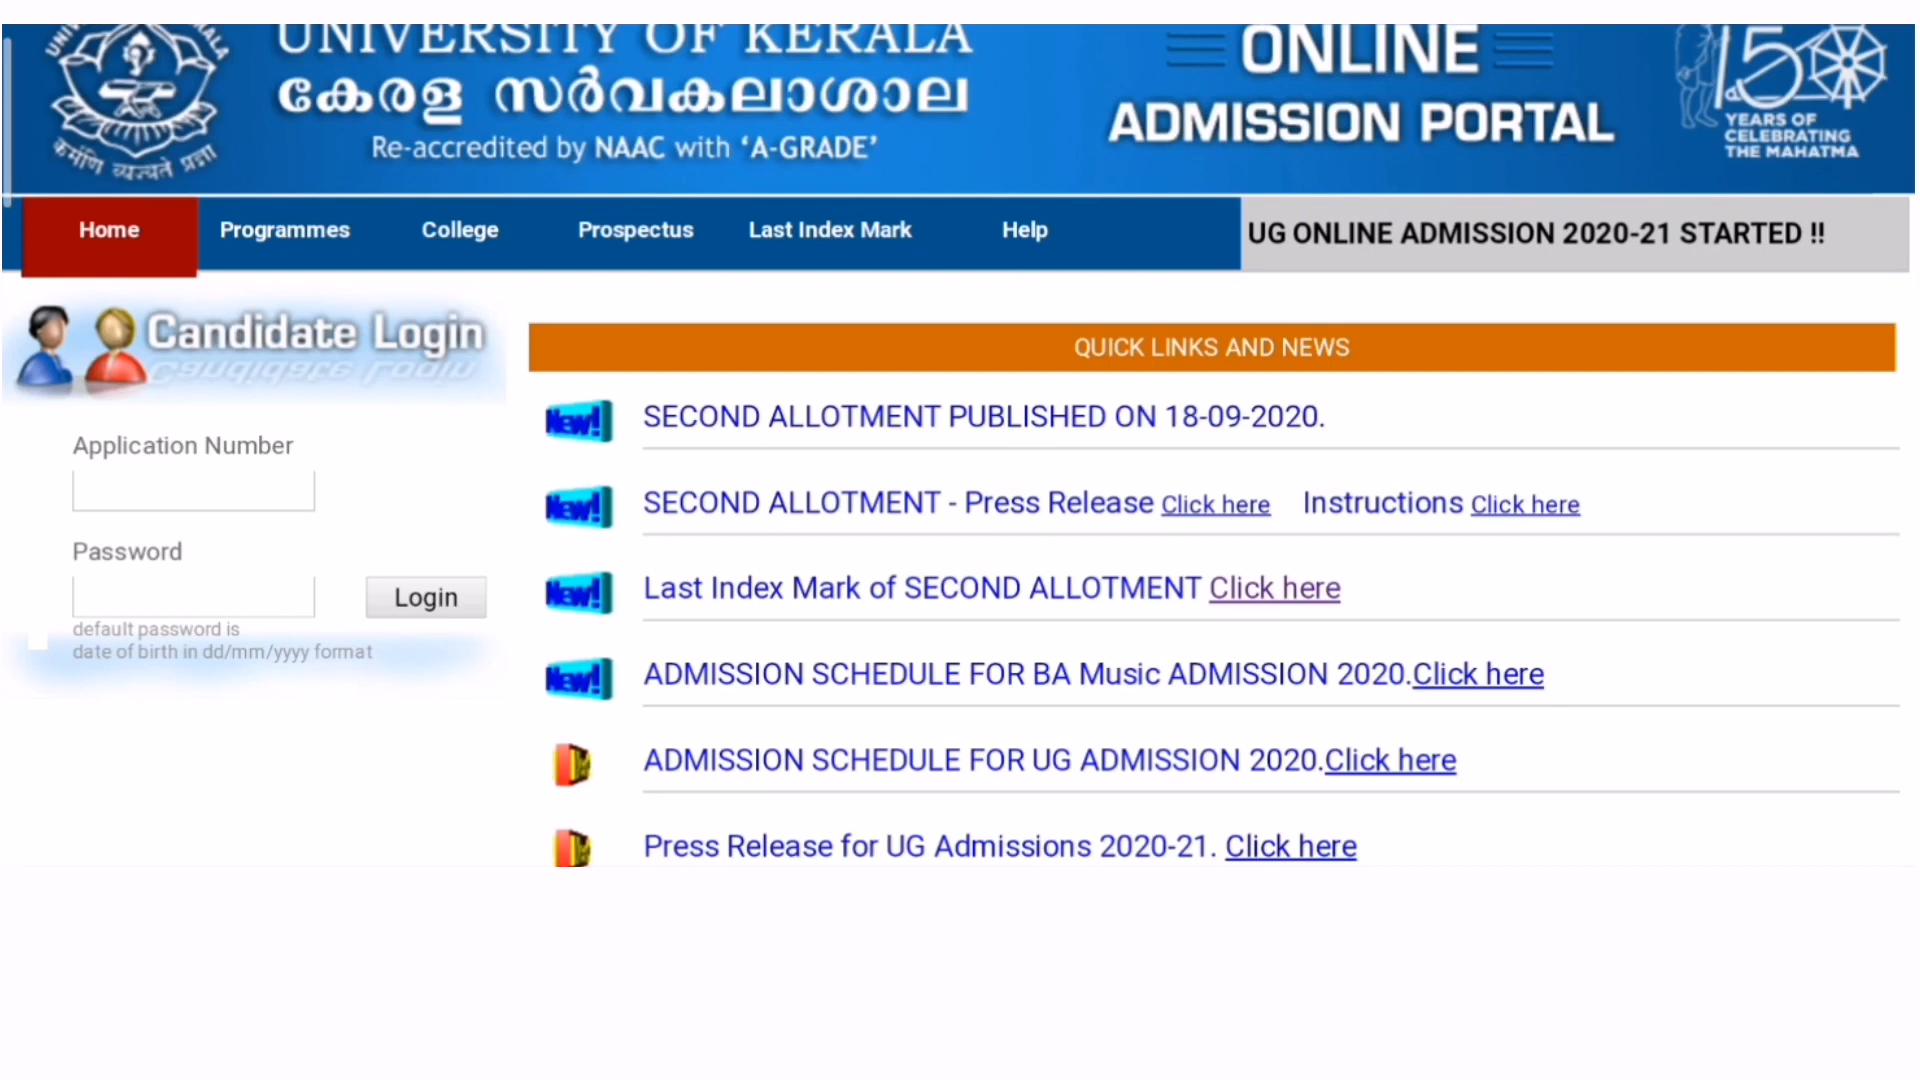 UNIVERSITY OF KERALA
കേരള സർവകലാശാല
Re-accredited by NAAC with ‘A-GRADE’
कर्मणि व्यज्यते प्रज्ञा
ONLINE
ADMISSION PORTAL
150
YEARS OF
CELEBRATING
THE MAHATMA
Home Programmes College Prospectus Last Index Mark Help
UG ONLINE ADMISSION 2020-21 STARTED !!
Candidate Login
Application Number
Password
Login
default password is
date of birth in dd/mm/yyyy format
QUICK LINKS AND NEWS
New! SECOND ALLOTMENT PUBLISHED ON 18-09-2020.
New! SECOND ALLOTMENT - Press Release Click here Instructions Click here
New! Last Index Mark of SECOND ALLOTMENT Click here
New! ADMISSION SCHEDULE FOR BA Music ADMISSION 2020.Click here
ADMISSION SCHEDULE FOR UG ADMISSION 2020.Click here
Press Release for UG Admissions 2020-21. Click here